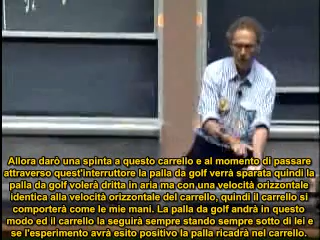 Allora darò una spinta a questo carrello e al momento di passare
attraverso quest'interruttore la palla da golf verrà sparata quindi la
palla da golf volerà dritta in aria ma con una velocità orizzontale
identica alla velocità orizzontale del carrello, quindi il carrello si
comporterà come le mie mani. La palla da golf andrà in questo
modo ed il carrello la seguirà sempre stando sempre sotto di lei e
se l'esperimento avrà esito positivo la palla ricadrà nel carrello.